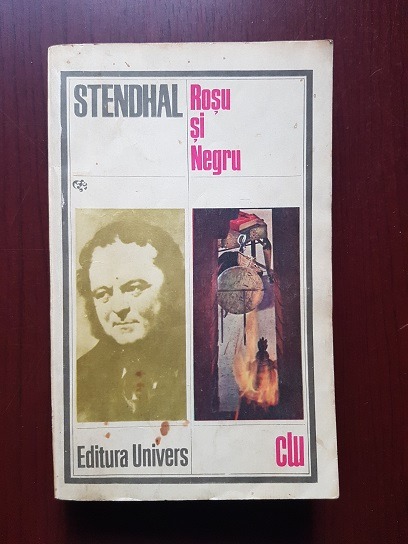 STENDHAL
Roșu
și
Negru
Editura Univers
clu